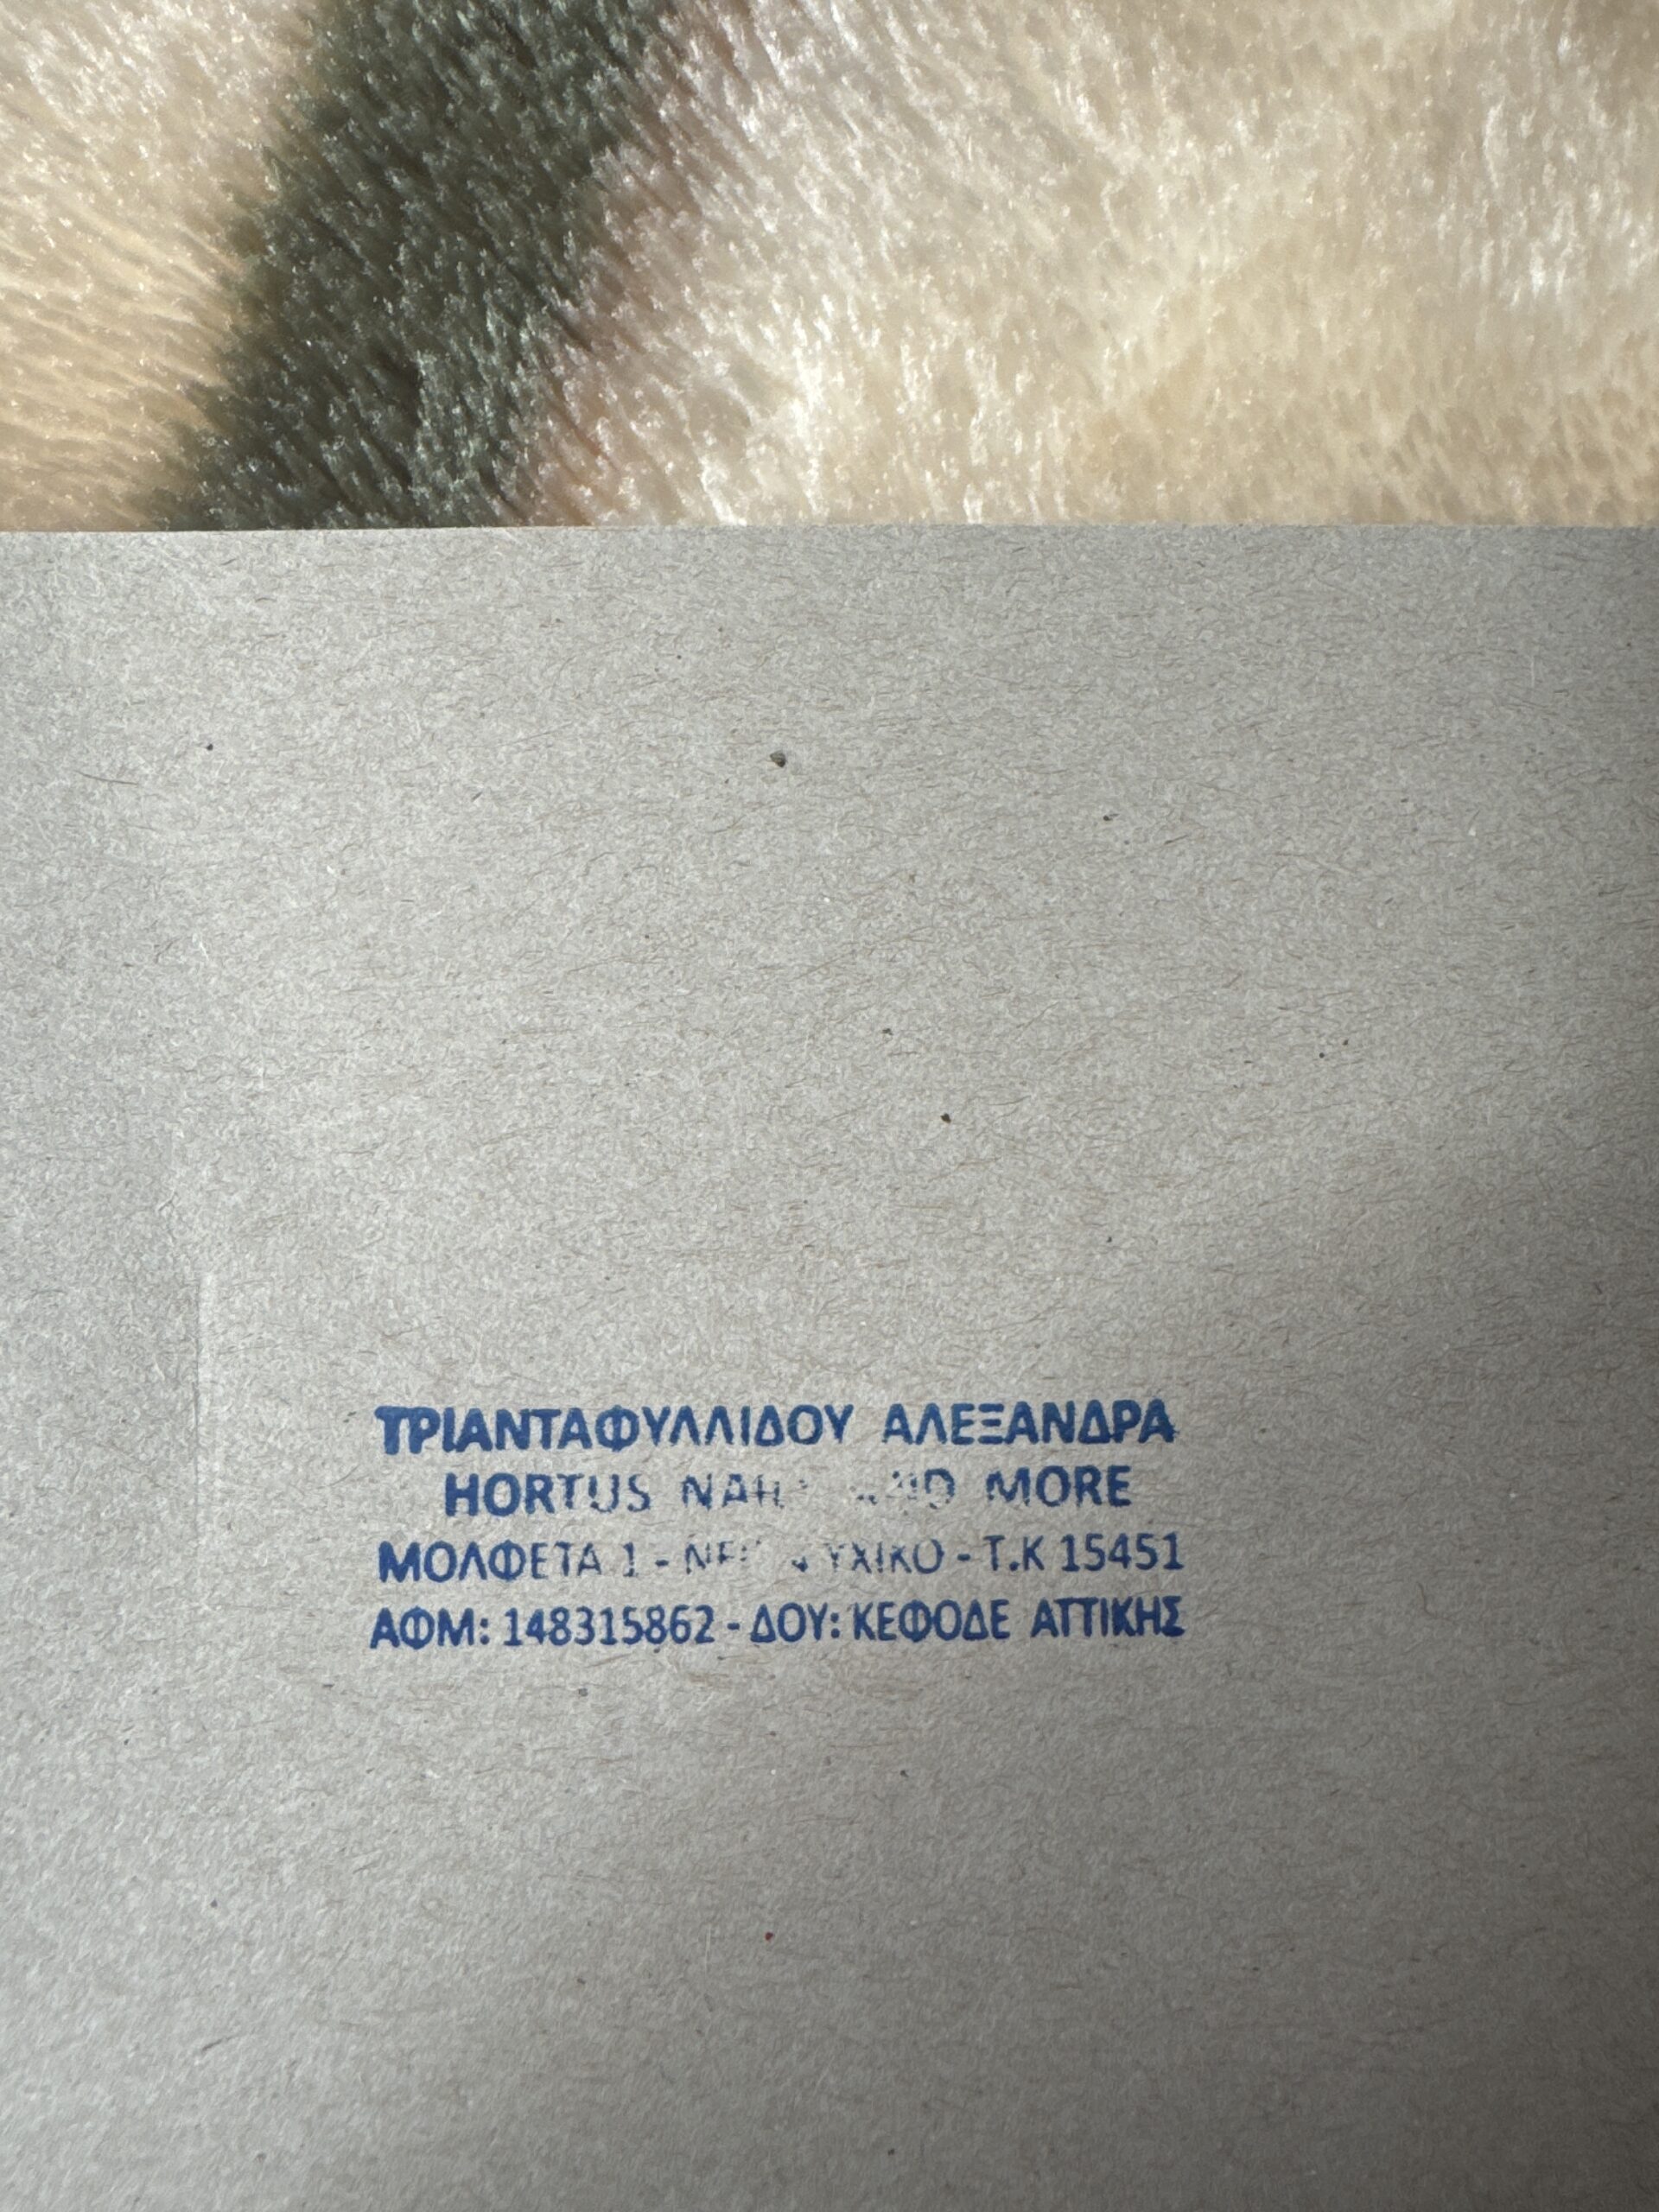 ΤΡΙΑΝΤΑΦΥΛΛΙΔΟΥ ΑΛΕΞΑΝΔΡΑ
HORTUS MORE
ΜΟΛΦΕΤΑ 1 - - Τ.Κ 15451
ΑΦΜ: 148315862 - ΔΟΥ: ΚΕΦΟΔΕ ΑΤΤΙΚΗΣ